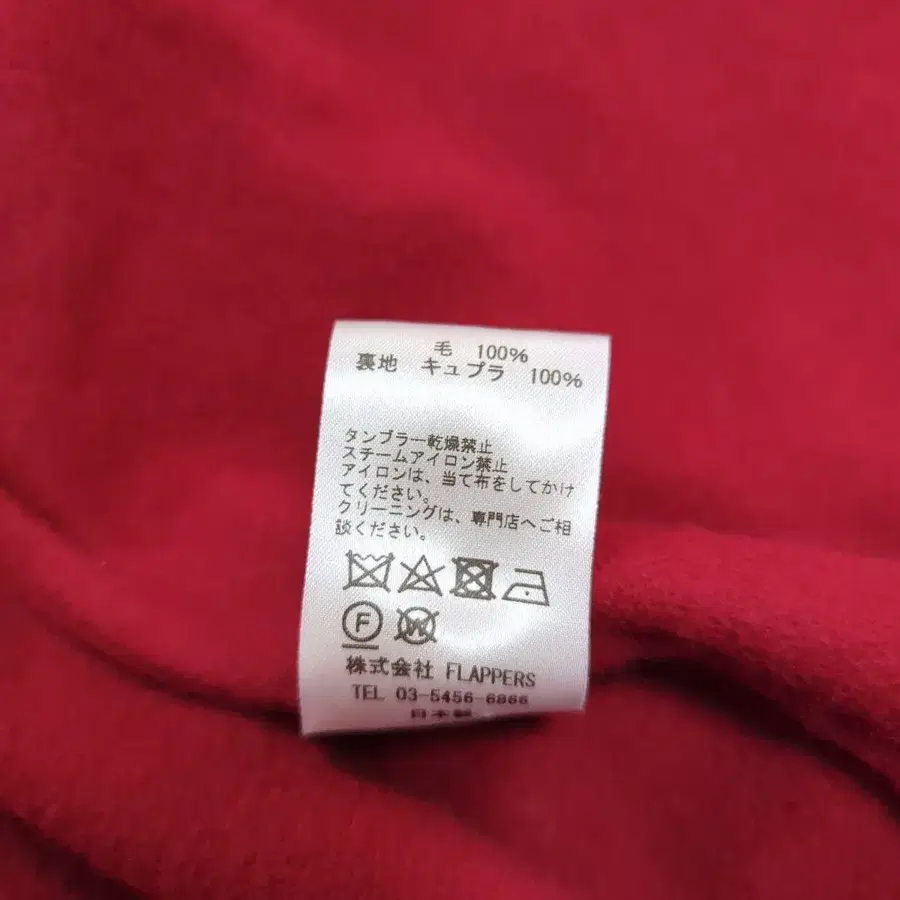 毛 100%
裏地 キュプラ 100%
タンブラー乾燥禁止
スチームアイロン禁止
アイロンは、当て布をしてかけ
てください。
クリーニングは、専門店へご相
談ください。
F
W
株式会社 FLAPPERS
TEL 03-5456-6866
日本製